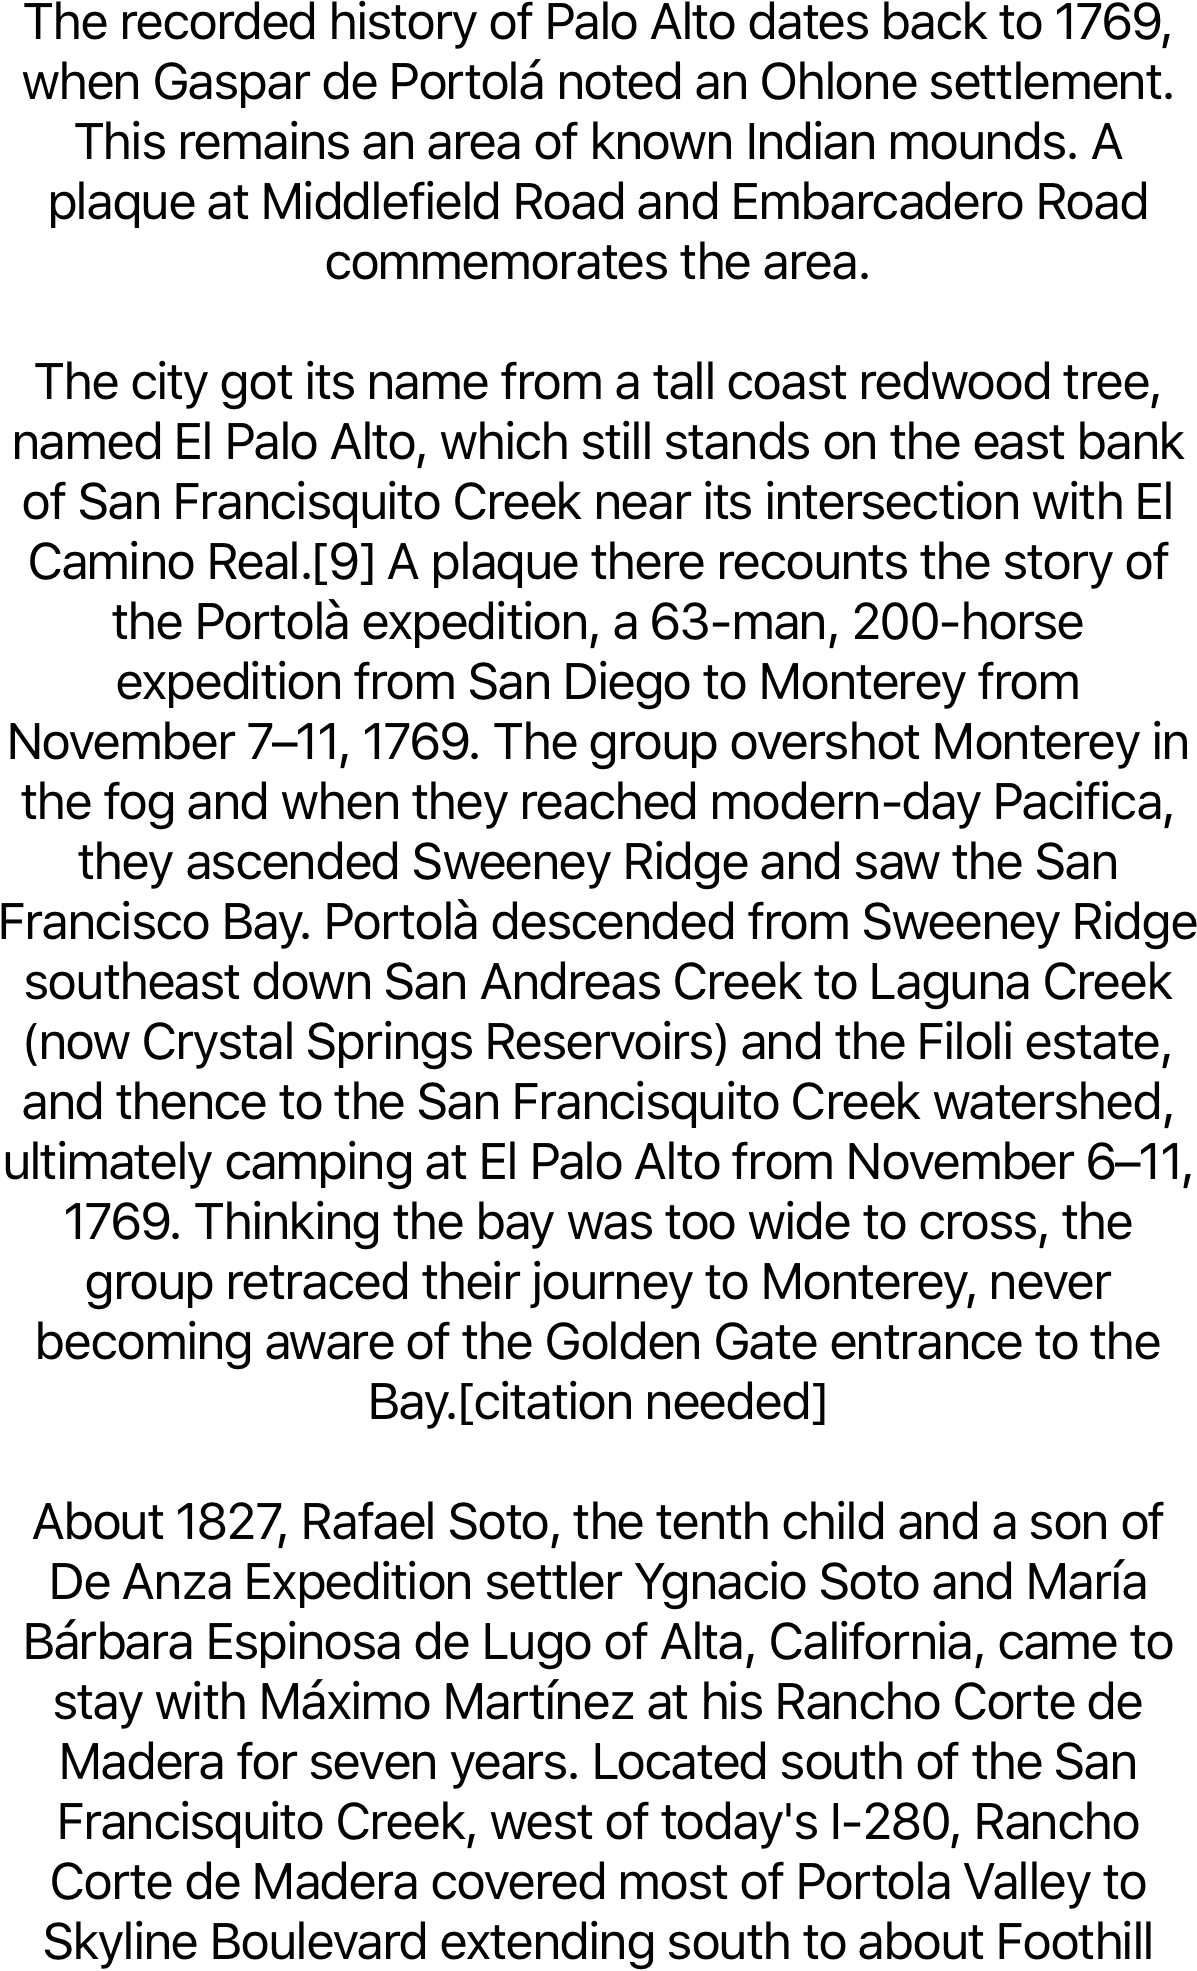 The recorded history of Palo Alto dates back to 1769,
when Gaspar de Portolá noted an Ohlone settlement.
This remains an area of known Indian mounds. A
plaque at Middlefield Road and Embarcadero Road
commemorates the area.
The city got its name from a tall coast redwood tree,
named El Palo Alto, which still stands on the east bank
of San Francisquito Creek near its intersection with El
Camino Real.[9] A plaque there recounts the story of
the Portolà expedition, a 63-man, 200-horse
expedition from San Diego to Monterey from
November 7–11, 1769. The group overshot Monterey in
the fog and when they reached modern-day Pacifica,
they ascended Sweeney Ridge and saw the San
Francisco Bay. Portolà descended from Sweeney Ridge
southeast down San Andreas Creek to Laguna Creek
(now Crystal Springs Reservoirs) and the Filoli estate,
and thence to the San Francisquito Creek watershed,
ultimately camping at El Palo Alto from November 6–11,
1769. Thinking the bay was too wide to cross, the
group retraced their journey to Monterey, never
becoming aware of the Golden Gate entrance to the
Bay.[citation needed]
About 1827, Rafael Soto, the tenth child and a son of
De Anza Expedition settler Ygnacio Soto and María
Bárbara Espinosa de Lugo of Alta, California, came to
stay with Máximo Martínez at his Rancho Corte de
Madera for seven years. Located south of the San
Francisquito Creek, west of today's I-280, Rancho
Corte de Madera covered most of Portola Valley to
Skyline Boulevard extending south to about Foothill